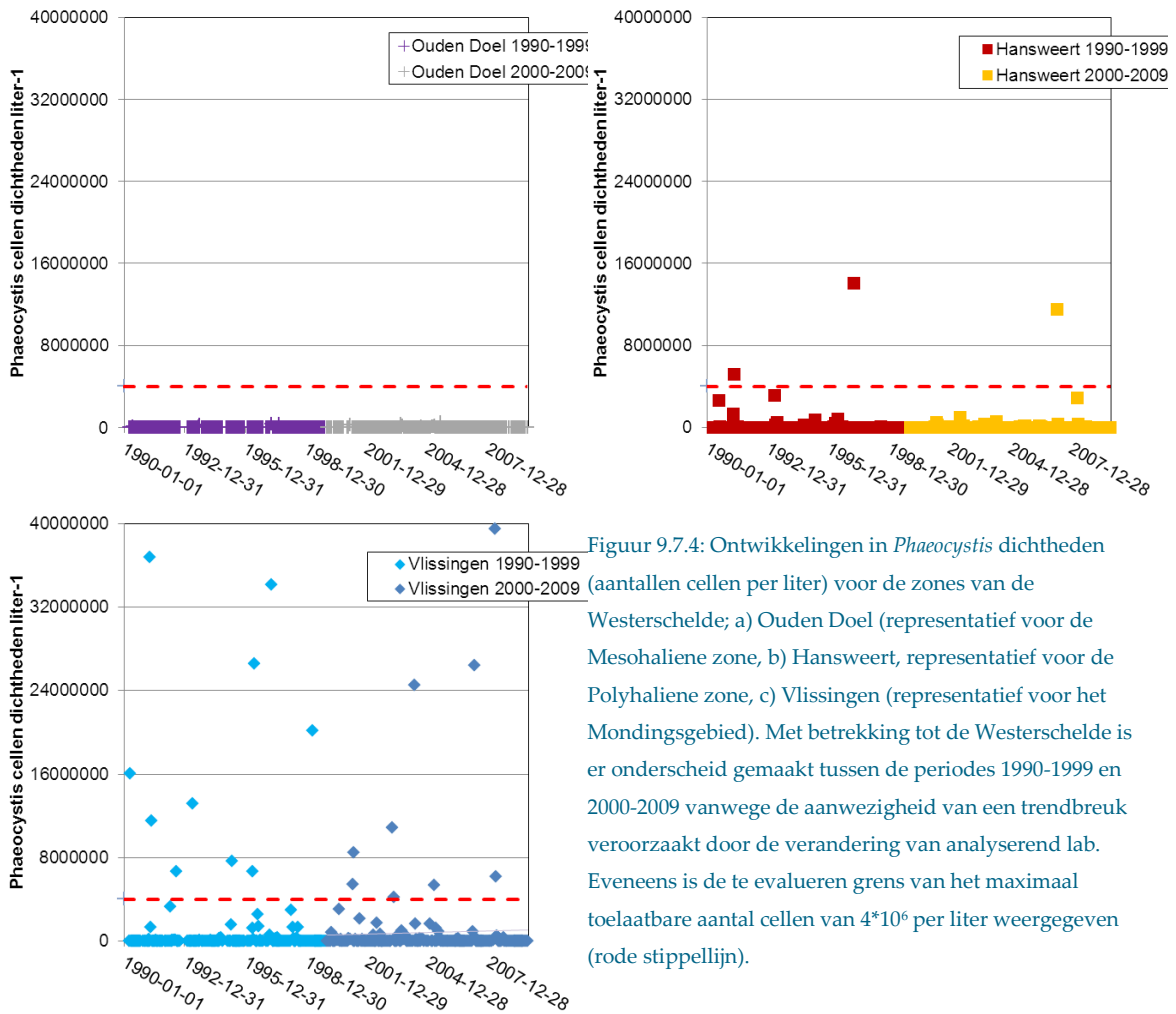 Phaeocystis cellen dichtheden liter-1
40000000
32000000
24000000
16000000
8000000
0
Ouden Doel 1990-1999
Ouden Doel 2000-2009
1990-01-01
1992-12-31
1995-12-31
1998-12-30
2001-12-29
2004-12-28
2007-12-28
Phaeocystis cellen dichtheden liter-1
40000000
32000000
24000000
16000000
8000000
0
Hansweert 1990-1999
Hansweert 2000-2009
1990-01-01
1992-12-31
1995-12-31
1998-12-30
2001-12-29
2004-12-28
2007-12-28
Phaeocystis cellen dichtheden liter-1
40000000
32000000
24000000
16000000
8000000
0
Vlissingen 1990-1999
Vlissingen 2000-2009
1990-01-01
1992-12-31
1995-12-31
1998-12-30
2001-12-29
2004-12-28
2007-12-28
Figuur 9.7.4: Ontwikkelingen in Phaeocystis dichtheden
(aantallen cellen per liter) voor de zones van de
Westerschelde; a) Ouden Doel (representatief voor de
Mesohaliene zone, b) Hansweert, representatief voor de
Polyhaliene zone, c) Vlissingen (representatief voor het
Mondingsgebied). Met betrekking tot de Westerschelde is
er onderscheid gemaakt tussen de periodes 1990-1999 en
2000-2009 vanwege de aanwezigheid van een trendbreuk
veroorzaakt door de verandering van analyserend lab.
Eveneens is de te evalueren grens van het maximaal
toelaatbare aantal cellen van 4*10⁶ per liter weergegeven
(rode stippellijn).